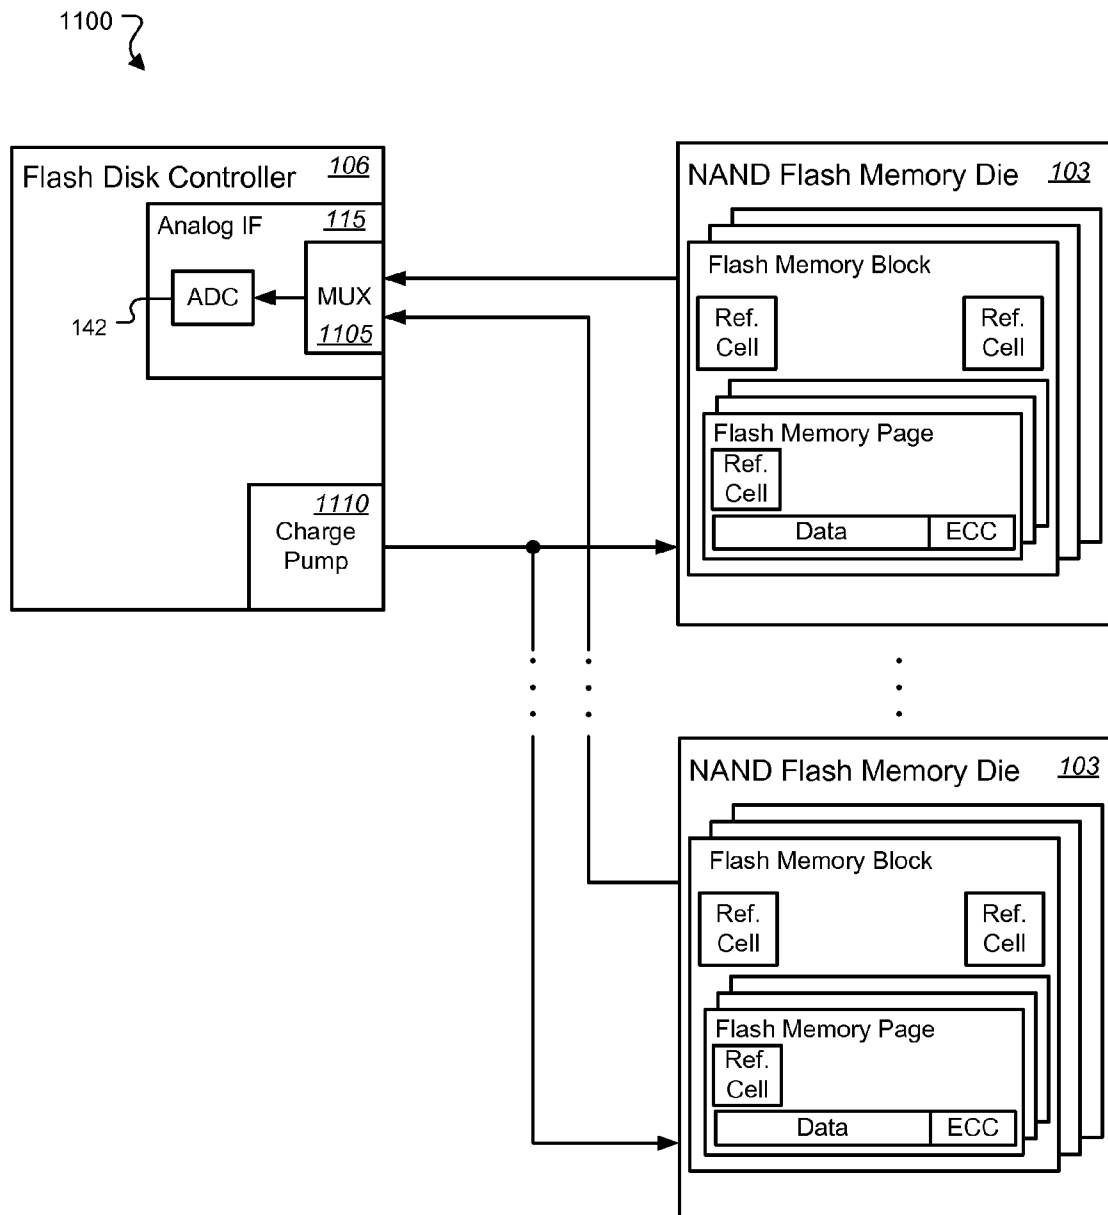 1100
Flash Disk Controller 106
Analog IF 115
ADC
MUX
1105
142
1110
Charge
Pump
NAND Flash Memory Die 103
Flash Memory Block
Ref.
Cell
Ref.
Cell
Flash Memory Page
Ref.
Cell
Data ECC
NAND Flash Memory Die 103
Flash Memory Block
Ref.
Cell
Ref.
Cell
Flash Memory Page
Ref.
Cell
Data ECC